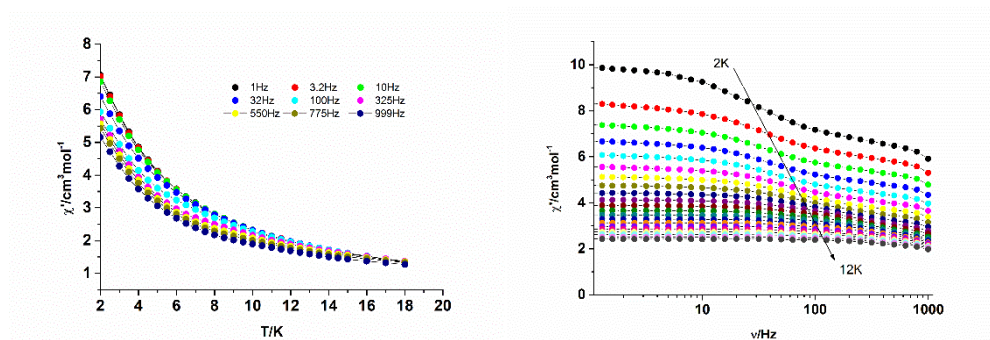 8
7
6
5
4
3
2
1
χ'/cm³mol⁻¹
1Hz 3.2Hz 10Hz
32Hz 100Hz 325Hz
550Hz 775Hz 999Hz
2 4 6 8 10 12 14 16 18 20
T/K
10
8
6
4
2
0
χ'/cm³mol⁻¹
2K
12K
10 100 1000
ν/Hz